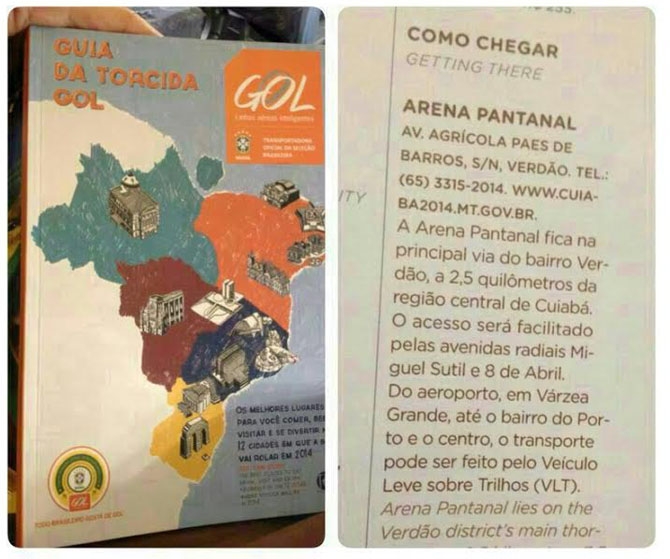 GUIA
DA TORCIDA
GOL
GOL
Linhas aéreas inteligentes
BRASIL
TRANSPORTADORA
OFICIAL DA SELEÇÃO
BRASILEIRA
OS MELHORES LUGARES
PARA VOCÊ COMER,
VISITAR E SE DIVERTIR
12 CIDADES EM QUE A
VAI ROLAR EM 2014
GOL
TODO BRASILEIRO GOSTA DE GOL
COMO CHEGAR
GETTING THERE
ARENA PANTANAL
AV. AGRÍCOLA PAES DE
BARROS, S/N, VERDÃO. TEL.:
(65) 3315-2014. WWW.CUIA-
BA2014.MT.GOV.BR.
A Arena Pantanal fica na
principal via do bairro Ver-
dão, a 2,5 quilômetros da
região central de Cuiabá.
O acesso será facilitado
pelas avenidas radiais Mi-
guel Sutil e 8 de Abril.
Do aeroporto, em Várzea
Grande, até o bairro do Por-
to e o centro, o transporte
pode ser feito pelo Veículo
Leve sobre Trilhos (VLT).
Arena Pantanal lies on the
Verdão district's main thor-
ITY